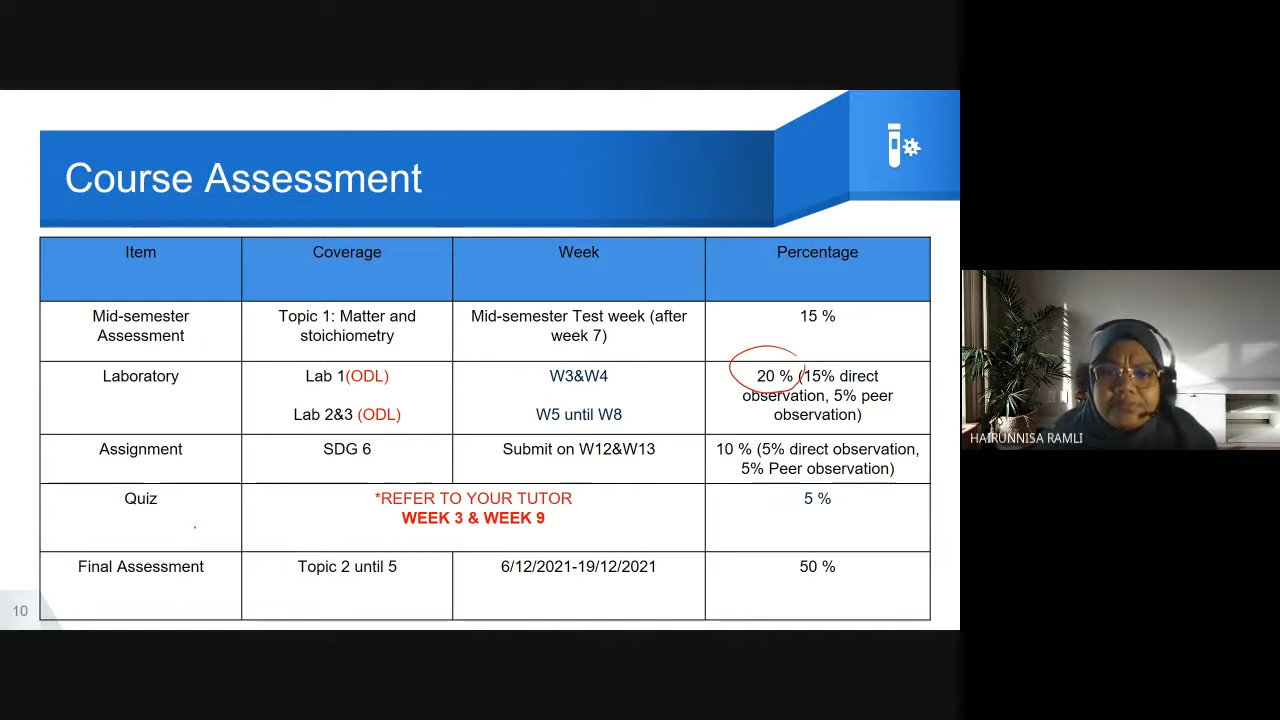 Course Assessment
Item
Coverage
Week
Percentage
Mid-semester
Assessment
Topic 1: Matter and
stoichiometry
Mid-semester Test week (after
week 7)
15 %
Laboratory
Lab 1(ODL)
Lab 2&3 (ODL)
W3&W4
W5 until W8
20 % (15% direct
observation, 5% peer
observation)
Assignment
SDG 6
Submit on W12&W13
10 % (5% direct observation,
5% Peer observation)
Quiz
*REFER TO YOUR TUTOR
WEEK 3 & WEEK 9
5 %
Final Assessment
Topic 2 until 5
6/12/2021-19/12/2021
50 %
10
HAIRUNNISA RAMLI